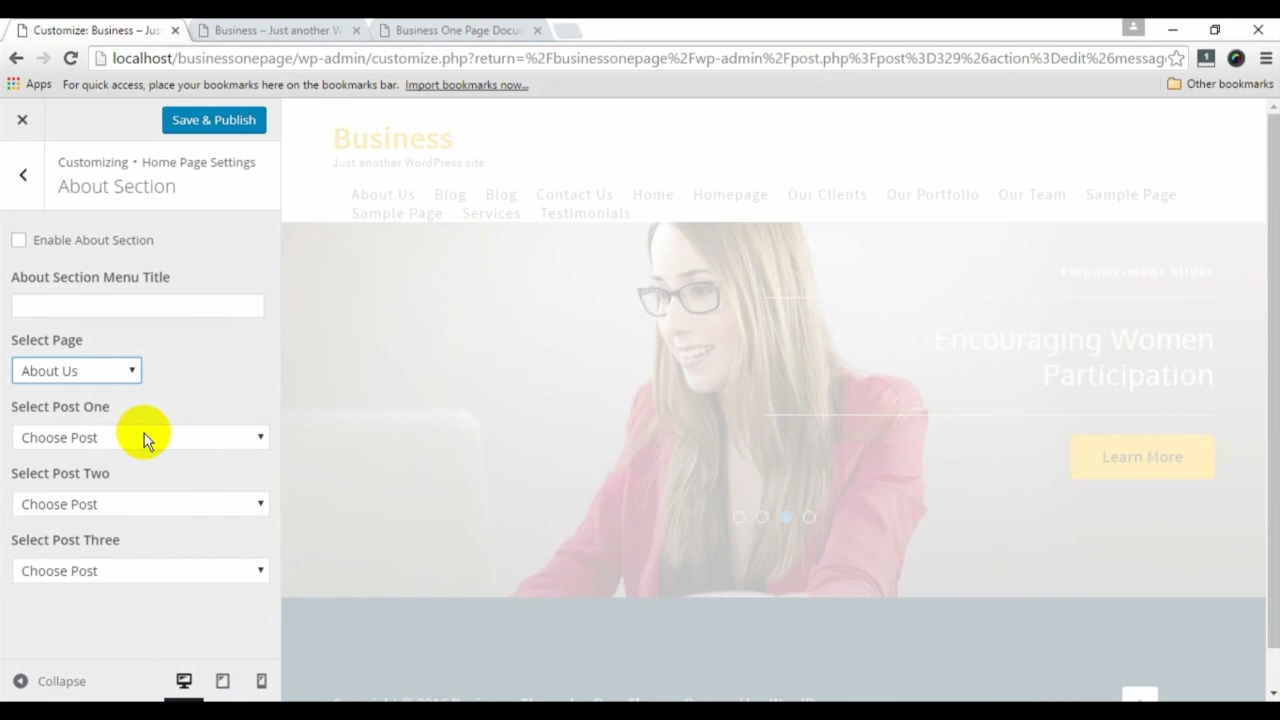 Customize: Business – Jus
Business – Just another W
Business One Page Docu
localhost/businessonepage/wp-admin/customize.php?return=%2Fbusinessonepage%2Fwp-admin%2Fpost.php%3Fpost%3D329%26action%3Dedit%26messag
1
Apps
For quick access, place your bookmarks here on the bookmarks bar. Import bookmarks now...
Other bookmarks
Save & Publish
Customizing ‣ Home Page Settings
About Section
Enable About Section
About Section Menu Title
Select Page
About Us
Select Post One
Choose Post
Select Post Two
Choose Post
Select Post Three
Choose Post
Collapse
Business
Just another WordPress site
About Us Blog Blog Contact Us Home Homepage Our Clients Our Portfolio Our Team Sample Page
Sample Page Services Testimonials
Empowerment Slider
Encouraging Women
Participation
Learn More